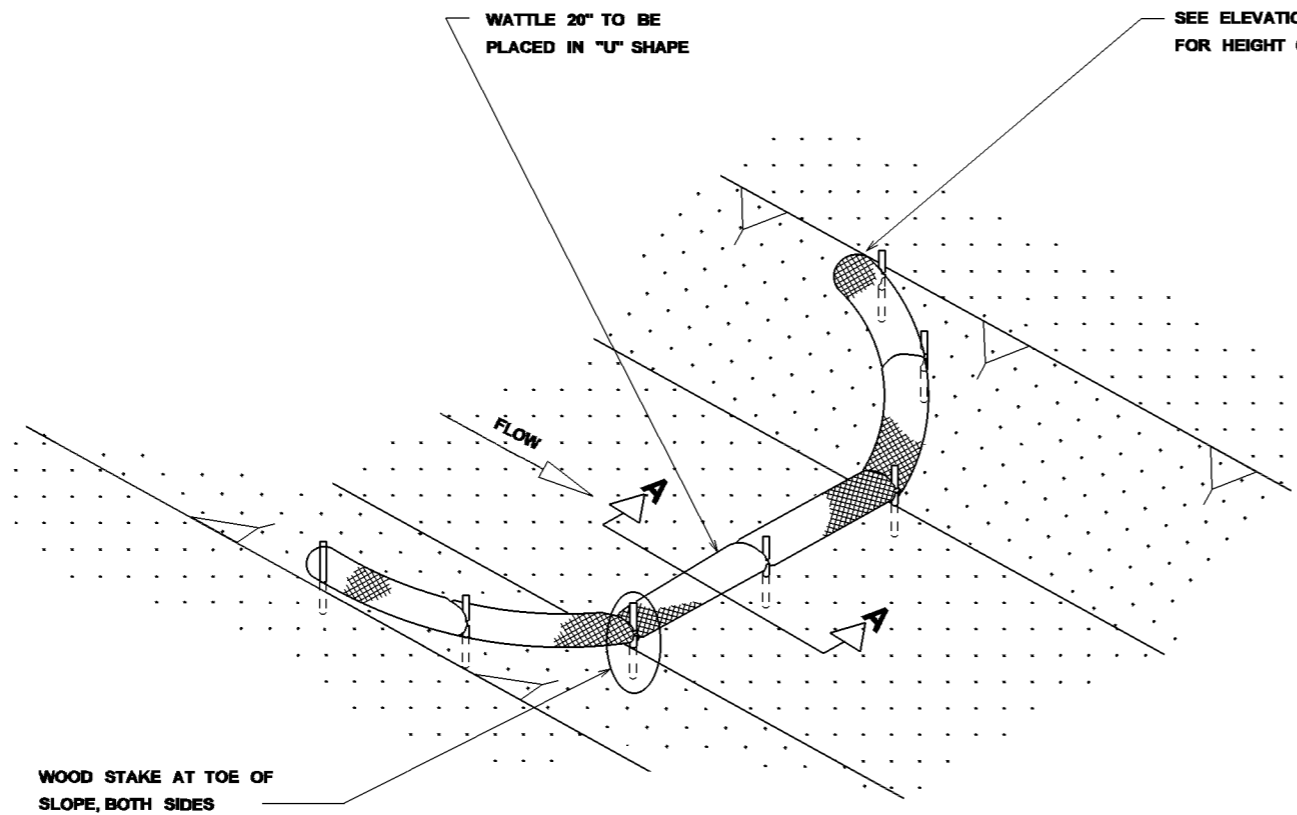 WATTLE 20" TO BE
PLACED IN "U" SHAPE
SEE
FOR HEIGHT
FLOW
A
A
WOOD STAKE AT TOE OF
SLOPE, BOTH SIDES